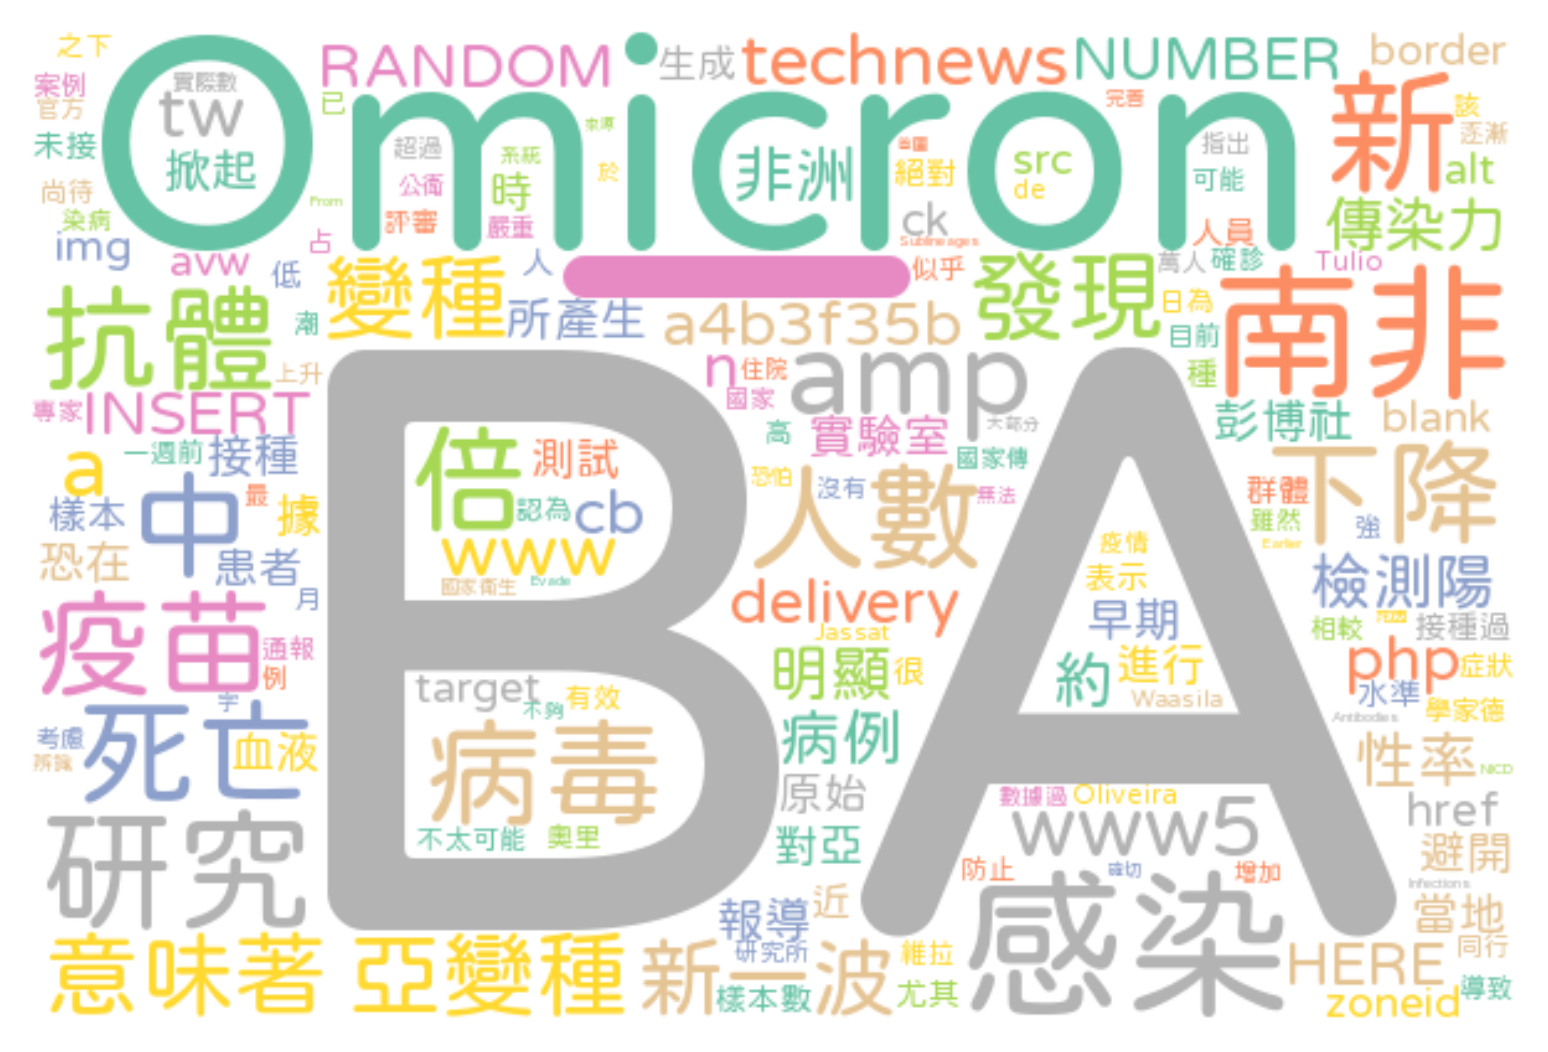 之下
案例
官方
未接
尚待
染病
img
avw
Omicron
實際數
tw
掀起
RANDOM
已
生成
technews
NUMBER
border
完善
新
該
逐漸
alt
傳染力
超過
系統
公衛
時
於
評審
嚴重
From
占
非洲
絕對
ck
Sublineages
似乎
src
de
指出
可能
人員
萬人
確診
Tulio
低
變種
人
所產生
潮
抗體
上升
a4b3f35b
發現
日為
目前
種
南非
專家
INSERT
n
住院
國家
amp
大部分
高
實驗室
國家傳
彭博社
blank
一週前
接種
a
中
最
據
樣本
恐在
患者
月
BA
倍
測試
認為
cb
www
國家衛生
Evade
恐怕
沒有
人數
無法
群體
雖然
下降
強
Earlier
疫情
表示
早期
檢測陽
疫苗
通報
例
delivery
Jassat
明顯
很
約
進行
Waasila
相較
接種過
php
症狀
水準
Antibodies
學家德
字
死亡
血液
考慮
辨識
target
不夠
有效
病毒
不太可能
奧里
病例
原始
對亞
性率
NICD
數據過
Oliveira
www5
href
避開
研究
防止
確切
增加
Infections
感染
當地
報導
近
研究所
意味著
亞變種
新一波
樣本數
維拉
尤其
HERE
同行
zoneid
導致